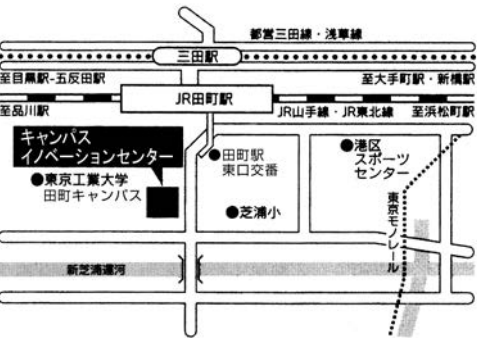 都営三田線・浅草線
三田駅
至目黒駅-五反田駅
至大手町駅・新橋駅
JR田町駅
至品川駅
JR山手線・JR東北線
至浜松町駅
キャンパス
イノベーションセンター
●東京工業大学
田町キャンパス
●田町駅
東口交番
●港区
スポーツ
センター
●芝浦小
東京モノレール
新芝浦運河